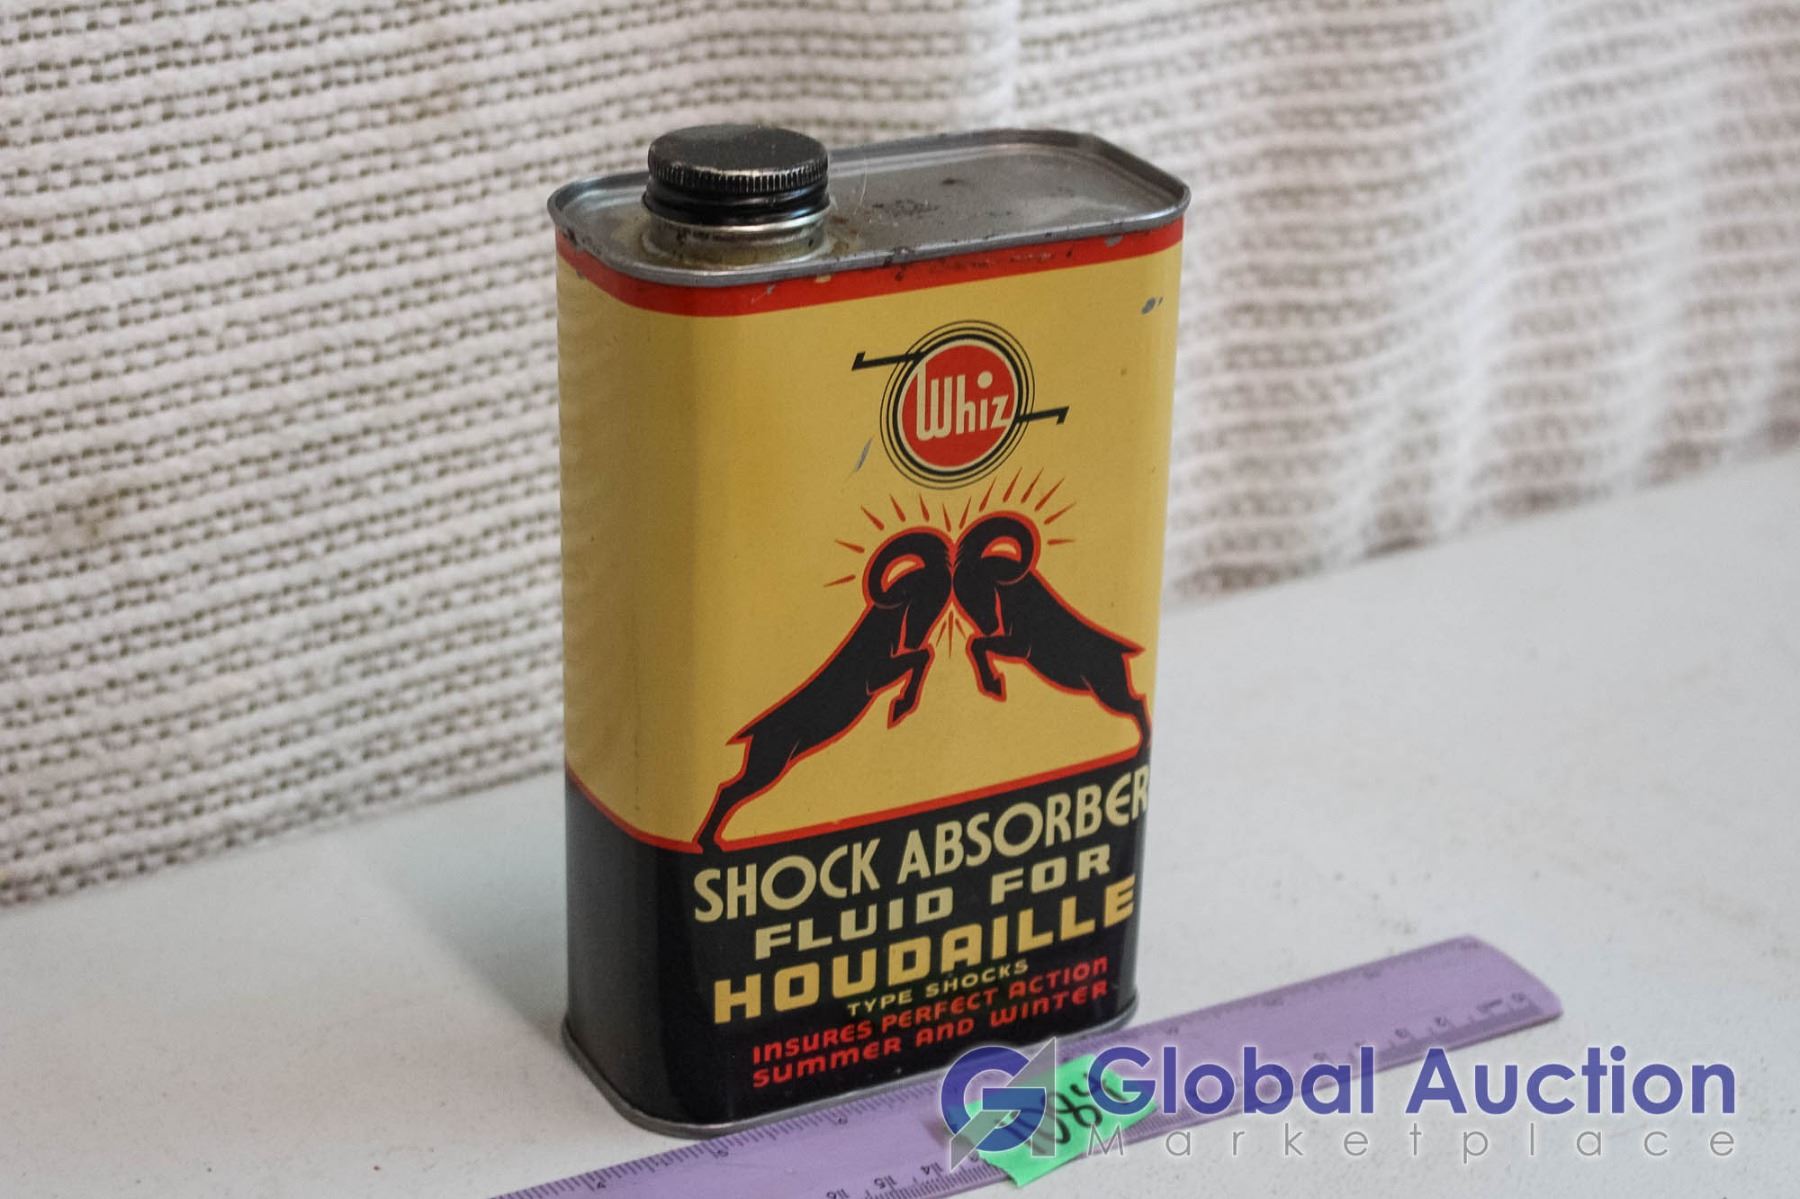 Whiz
SHOCK ABSORBER
FLUID FOR
HOUDAILLE
TYPE SHOCKS
INSURES PERFECT ACTION
SUMMER AND WINTER
Global Auction
Marketplace